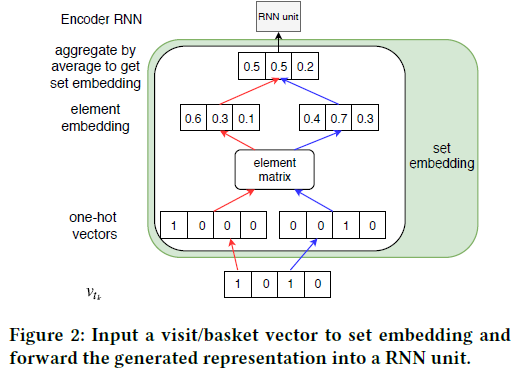 Encoder RNN
RNN unit
aggregate by
average to get
set embedding
0.5 0.5 0.2
element
embedding
0.6 0.3 0.1
0.4 0.7 0.3
element
matrix
set
embedding
one-hot
vectors
1 0 0 0
0 0 1 0
1 0 1 0
v_{t_k}
Figure 2: Input a visit/basket vector to set embedding and
forward the generated representation into a RNN unit.